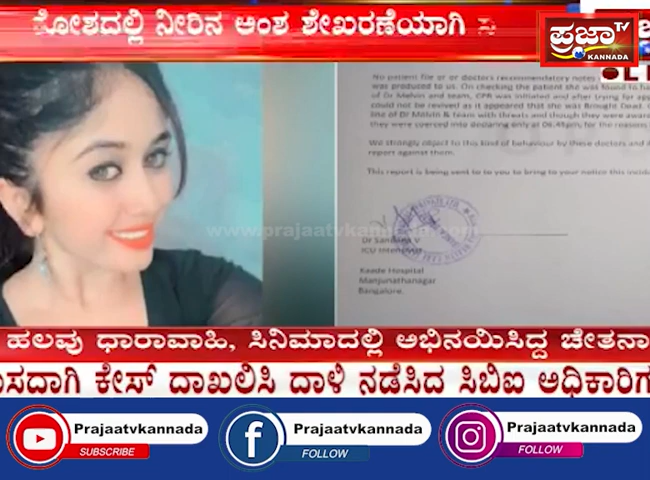 ಕೋಶದಲ್ಲಿ ನೀರಿನ ಅಂಶ ಶೇಖರಣೆಯಾಗಿ
ಪ್ರಜಾ TV
KANNADA
No patient file or or doctors recommendatory notes
was produced to us. On checking the patient she was found to
of Dr Melvin and team, CPR was initiated and after trying for
could not be revived as it appeared that she was Brought Dead.
line of Dr Melvin & team with threats and though they were
they were coersed into declaring only at 06.45pm, for the reasons
We strongly object to this kind of behaviour by these doctors and
report against them.
This report is being sent to to you to bring to your notice this
www.prajaatvkannada.com
Dr Sandeep V
ICU Intensivist
Kaade Hospital
Manjunathanagar
Bangalore.
ಹಲವು ಧಾರಾವಾಹಿ, ಸಿನಿಮಾದಲ್ಲಿ ಅಭಿನಯಿಸಿದ್ದ ಚೇತನಾ
ಕೇಸ್ ದಾಖಲಿಸಿ ದಾಳಿ ನಡೆಸಿದ ಸಿಬಿಐ
Prajaatvkannada
SUBSCRIBE
Prajaatvkannada
FOLLOW
Prajaatvkannada
FOLLOW